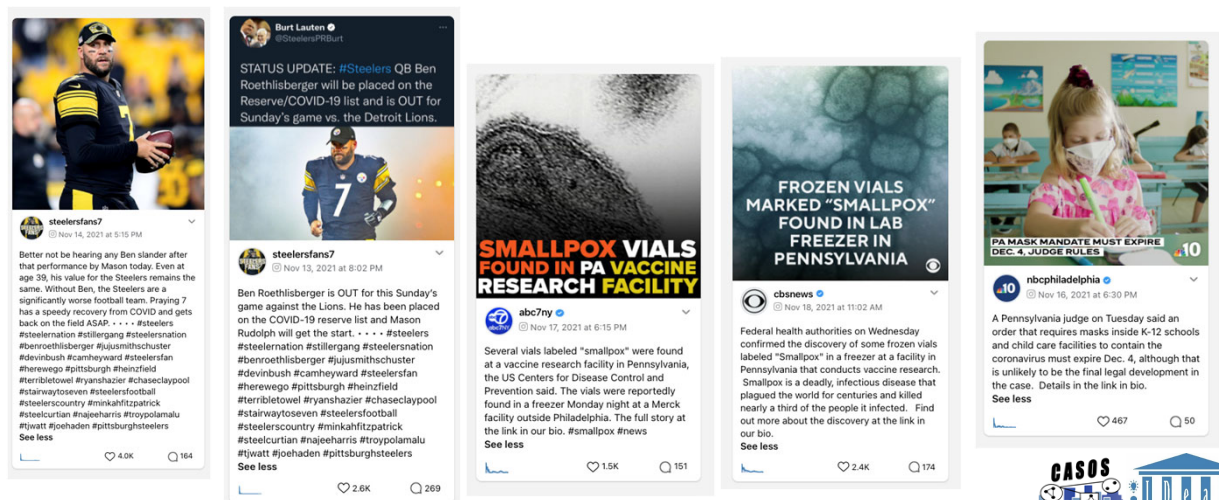 steelersfans7
Nov 14, 2021 at 5:15 PM
Better not be hearing any Ben slander after
that performance by Mason today. Even at
age 39, his value for the Steelers remains the
same. Without Ben, the Steelers are a
significantly worse football team. Praying 7
has a speedy recovery from COVID and gets
back on the field ASAP. • • • • #steelers
#steelernation #stillergang #steelersnation
#benroethlisberger #jujusmithschuster
#devinbush #camheyward #steelersfan
#herewego #pittsburgh #heinzfield
#terribletowel #ryanshazier #chaseclaypool
#stairwaytoseven #steelersfootball
#steelerscountry #minkahfitzpatrick
#steelcurtian #najeeharris #troypolamalu
#tjwatt #joehaden #pittsburghsteelers
See less
4.0K 164
Burt Lauten
@SteelersPRBurt
STATUS UPDATE: #Steelers QB Ben
Roethlisberger will be placed on the
Reserve/COVID-19 list and is OUT for
Sunday's game vs. the Detroit Lions.
7
steelersfans7
Nov 13, 2021 at 8:02 PM
Ben Roethlisberger is OUT for this Sunday's
game against the Lions. He has been placed
on the COVID-19 reserve list and Mason
Rudolph will get the start. • • • • #steelers
#steelernation #stillergang #steelersnation
#benroethlisberger #jujusmithschuster
#devinbush #camheyward #steelersfan
#herewego #pittsburgh #heinzfield
#terribletowel #ryanshazier #chaseclaypool
#stairwaytoseven #steelersfootball
#steelerscountry #minkahfitzpatrick
#steelcurtian #najeeharris #troypolamalu
#tjwatt #joehaden #pittsburghsteelers
See less
2.6K 269
SMALLPOX VIALS
FOUND IN PA VACCINE
RESEARCH FACILITY
abc7ny
Nov 17, 2021 at 6:15 PM
Several vials labeled "smallpox" were found
at a vaccine research facility in Pennsylvania,
the US Centers for Disease Control and
Prevention said. The vials were reportedly
found in a freezer Monday night at a Merck
facility outside Philadelphia. The full story at
the link in our bio. #smallpox #news
See less
1.5K 151
FROZEN VIALS
MARKED “SMALLPOX”
FOUND IN LAB
FREEZER IN
PENNSYLVANIA
cbsnews
Nov 18, 2021 at 11:02 AM
Federal health authorities on Wednesday
confirmed the discovery of some frozen vials
labeled "Smallpox" in a freezer at a facility in
Pennsylvania that conducts vaccine research.
Smallpox is a deadly, infectious disease that
plagued the world for centuries and killed
nearly a third of the people it infected. Find
out more about the discovery at the link in
our bio.
See less
2.4K 174
PA MASK MANDATE MUST EXPIRE
DEC. 4, JUDGE RULES
10
nbcphiladelphia
Nov 16, 2021 at 6:30 PM
A Pennsylvania judge on Tuesday said an
order that requires masks inside K-12 schools
and child care facilities to contain the
coronavirus must expire Dec. 4, although that
is unlikely to be the final legal development in
the case. Details in the link in bio.
See less
467 50
CASOS